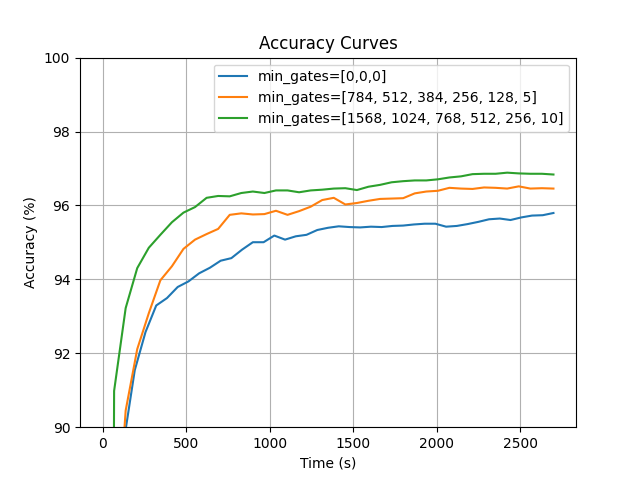 Accuracy Curves
min_gates=[0,0,0]
min_gates=[784, 512, 384, 256, 128, 5]
min_gates=[1568, 1024, 768, 512, 256, 10]
Accuracy (%)
100
98
96
94
92
90
0 500 1000 1500 2000 2500
Time (s)